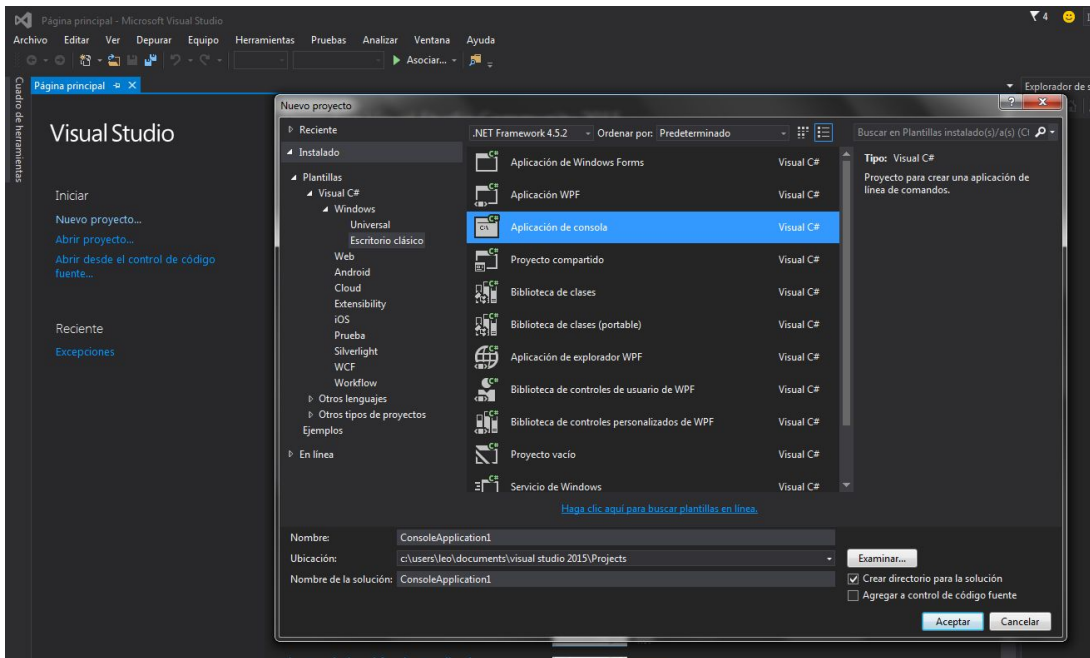 Página principal - Microsoft Visual Studio
4
Archivo Editar Ver Depurar Equipo Herramientas Pruebas Analizar Ventana Ayuda
Asociar...
Cuadro de herramientas
Página principal
Explorador de s
Visual Studio
Iniciar
Nuevo proyecto...
Abrir proyecto...
Abrir desde el control de código
fuente...
Reciente
Excepciones
Nuevo proyecto
Reciente
.NET Framework 4.5.2 Ordenar por: Predeterminado
Buscar en Plantillas instalado(s)/a(s) (Ct
Instalado
Plantillas
Visual C#
Windows
Universal
Escritorio clásico
Web
Android
Cloud
Extensibility
iOS
Prueba
Silverlight
WCF
Workflow
Otros lenguajes
Otros tipos de proyectos
Ejemplos
En línea
Aplicación de Windows Forms Visual C#
Aplicación WPF Visual C#
Aplicación de consola Visual C#
Proyecto compartido Visual C#
Biblioteca de clases Visual C#
Biblioteca de clases (portable) Visual C#
Aplicación de explorador WPF Visual C#
Biblioteca de controles de usuario de WPF Visual C#
Biblioteca de controles personalizados de WPF Visual C#
Proyecto vacío Visual C#
Servicio de Windows Visual C#
Haga clic aquí para buscar plantillas en línea.
Tipo: Visual C#
Proyecto para crear una aplicación de
línea de comandos.
Nombre: ConsoleApplication1
Ubicación: c:\users\leo\documents\visual studio 2015\Projects
Examinar...
Nombre de la solución: ConsoleApplication1
Crear directorio para la solución
Agregar a control de código fuente
Aceptar Cancelar